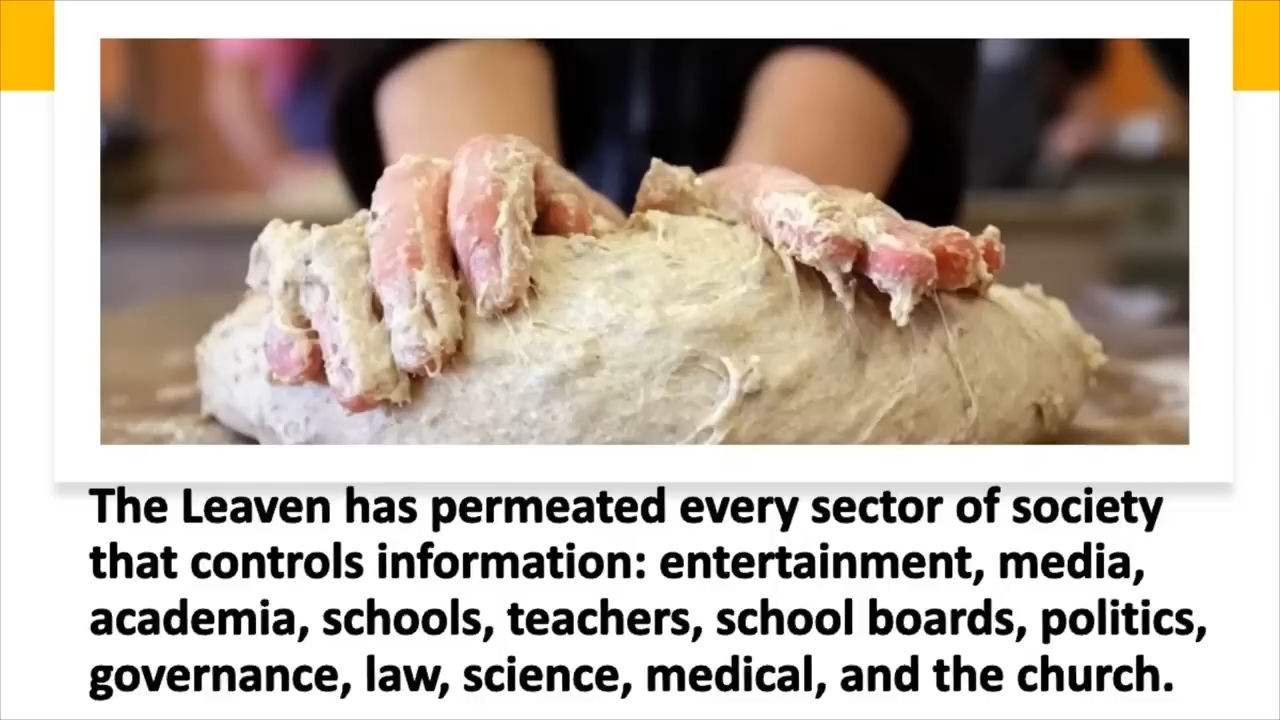 The Leaven has permeated every sector of society
that controls information: entertainment, media,
academia, schools, teachers, school boards, politics,
governance, law, science, medical, and the church.